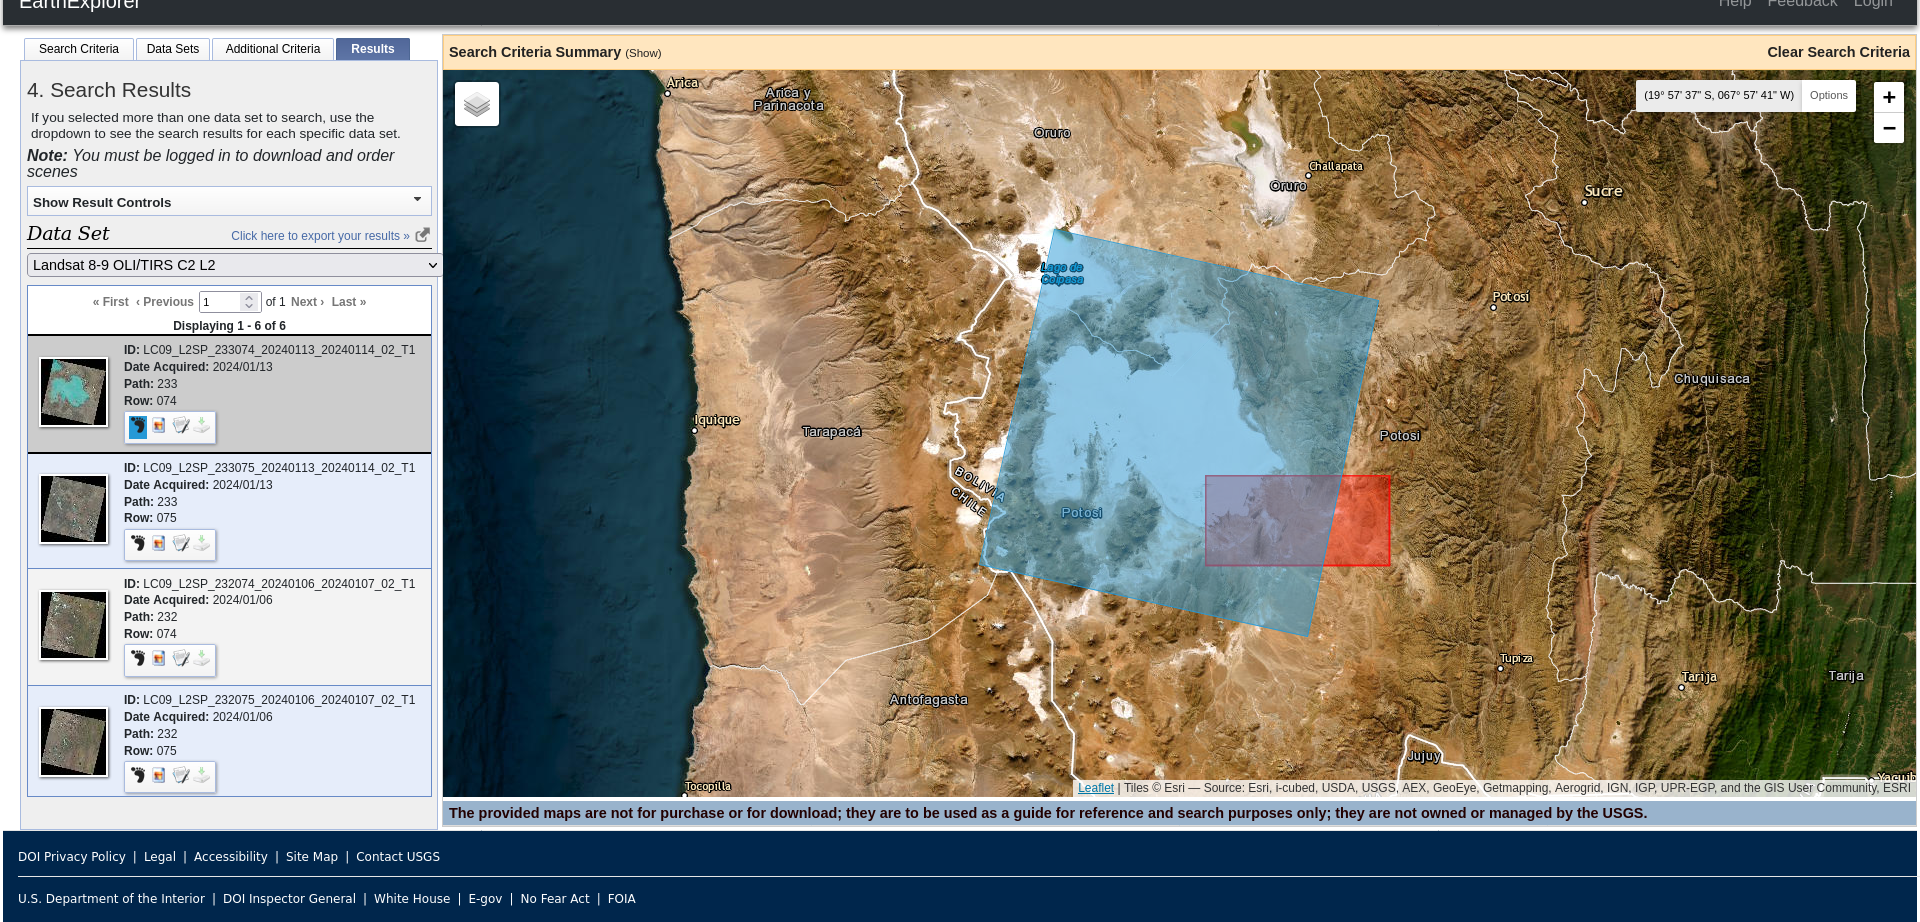 EarthExplorer
Help Feedback Login
Search Criteria Data Sets Additional Criteria Results
4. Search Results
If you selected more than one data set to search, use the
dropdown to see the search results for each specific data set.
Note: You must be logged in to download and order
scenes
Show Result Controls
Data Set
Click here to export your results »
Landsat 8-9 OLI/TIRS C2 L2
« First ‹ Previous 1 of 1 Next › Last »
Displaying 1 - 6 of 6
ID: LC09_L2SP_233074_20240113_20240114_02_T1
Date Acquired: 2024/01/13
Path: 233
Row: 074
ID: LC09_L2SP_233075_20240113_20240114_02_T1
Date Acquired: 2024/01/13
Path: 233
Row: 075
ID: LC09_L2SP_232074_20240106_20240107_02_T1
Date Acquired: 2024/01/06
Path: 232
Row: 074
ID: LC09_L2SP_232075_20240106_20240107_02_T1
Date Acquired: 2024/01/06
Path: 232
Row: 075
Search Criteria Summary (Show)
Clear Search Criteria
(19° 57' 37" S, 067° 57' 41" W) Options
+
−
Arica
Arica y
Parinacota
Oruro
Challapata
Oruro
Sucre
Lago de
Coipasa
Potosi
Chuquisaca
Iquique
Tarapacá
Potosi
BOLIVIA
CHILE
Potosi
Tupiza
Tarija
Tarija
Antofagasta
Jujuy
Tocopilla
Yacuib
Leaflet | Tiles © Esri — Source: Esri, i-cubed, USDA, USGS, AEX, GeoEye, Getmapping, Aerogrid, IGN, IGP, UPR-EGP, and the GIS User Community, ESRI
The provided maps are not for purchase or for download; they are to be used as a guide for reference and search purposes only; they are not owned or managed by the USGS.
DOI Privacy Policy | Legal | Accessibility | Site Map | Contact USGS
U.S. Department of the Interior | DOI Inspector General | White House | E-gov | No Fear Act | FOIA